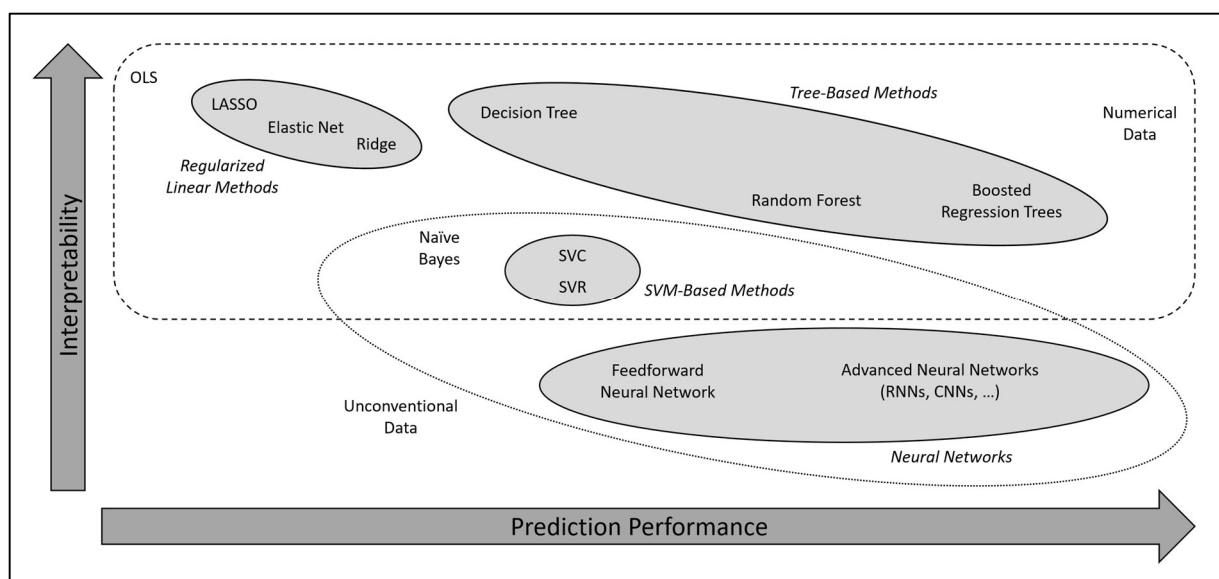 OLS
LASSO
Elastic Net
Ridge
Regularized
Linear Methods
Decision Tree
Tree-Based Methods
Numerical
Data
Random Forest
Boosted
Regression Trees
Naïve
Bayes
SVC
SVR
SVM-Based Methods
Feedforward
Neural Network
Advanced Neural Networks
(RNNs, CNNs, ...)
Unconventional
Data
Neural Networks
Interpretability
Prediction Performance